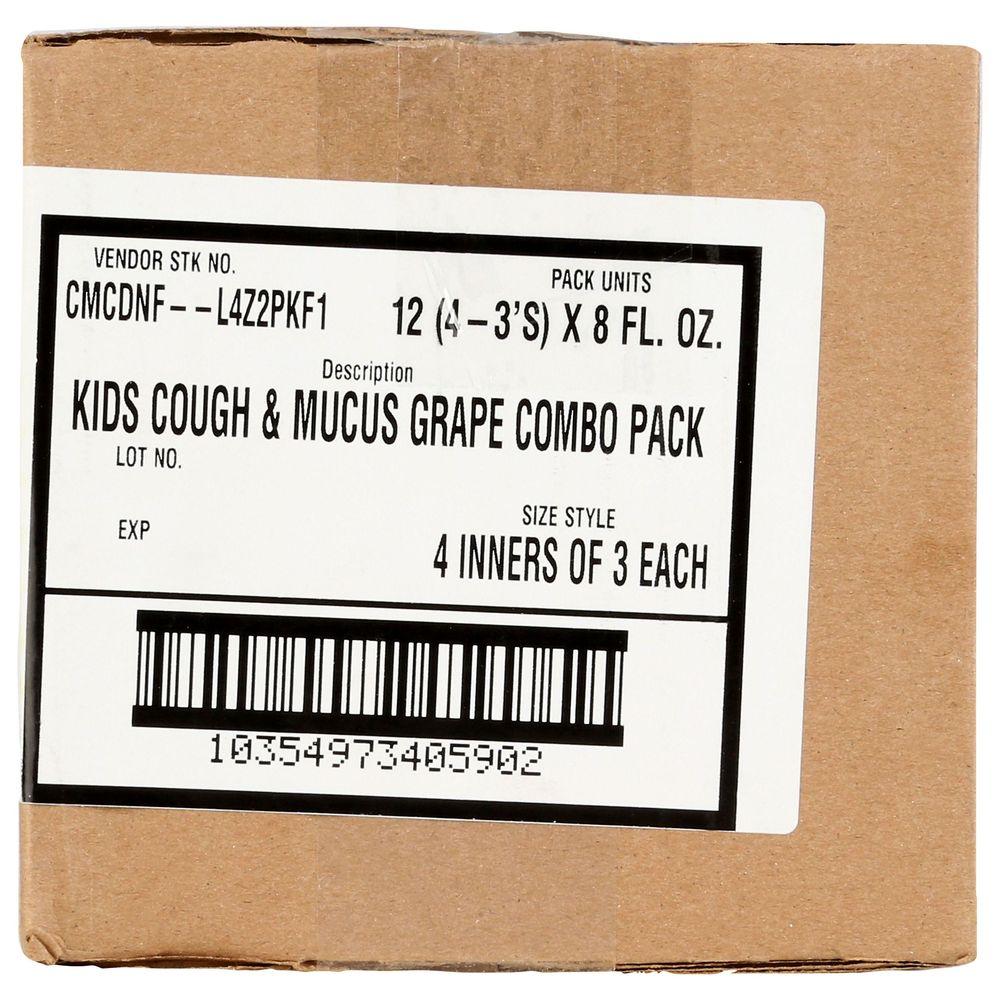 VENDOR STK NO.
CMCDNF--L4Z2PKF1
PACK UNITS
12 (4-3'S) X 8 FL. OZ.
Description
KIDS COUGH & MUCUS GRAPE COMBO PACK
LOT NO.
EXP
SIZE STYLE
4 INNERS OF 3 EACH
10354973405902